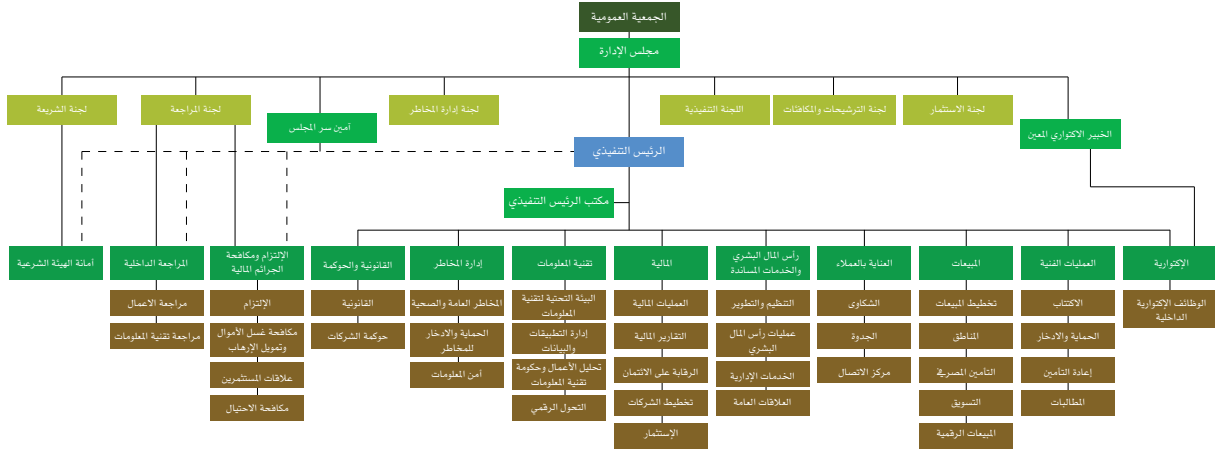 الجمعية العمومية
مجلس الإدارة
لجنة الاستثمار
لجنة الترشيحات والمكافئات
اللجنة التنفيذية
لجنة إدارة المخاطر
لجنة المراجعة
لجنة الشريعة
أمين سر المجلس
الخبير الاكتواري المعين
الرئيس التنفيذي
مكتب الرئيس التنفيذي
الإكتوارية
الوظائف الإكتوارية
الداخلية
العمليات الفنية
الاكتتاب
الحماية والادخار
إعادة التأمين
المطالبات
المبيعات
تخطيط المبيعات
المناطق
التأمين المصرفي
التسويق
المبيعات الرقمية
العناية بالعملاء
الشكاوى
الجدوة
مركز الاتصال
رأس المال البشري
والخدمات المساندة
التنظيم والتطوير
عمليات رأس المال
البشري
الخدمات الإدارية
العلاقات العامة
المالية
العمليات المالية
التقارير المالية
الرقابة على الائتمان
تخطيط الشركات
الإستثمار
تقنية المعلومات
البيئة التحتية لتقنية
المعلومات
إدارة التطبيقات
والبيانات
تحليل الأعمال وحكومة
تقنية المعلومات
التحول الرقمي
إدارة المخاطر
المخاطر العامة والصحية
الحماية والادخار
للمخاطر
أمن المعلومات
القانونية والحوكمة
القانونية
حوكمة الشركات
الإلتزام ومكافحة
الجرائم المالية
الإلتزام
مكافحة غسل الأموال
وتمويل الإرهاب
علاقات المستثمرين
مكافحة الاحتيال
المراجعة الداخلية
مراجعة الاعمال
مراجعة تقنية المعلومات
أمانة الهيئة الشرعية